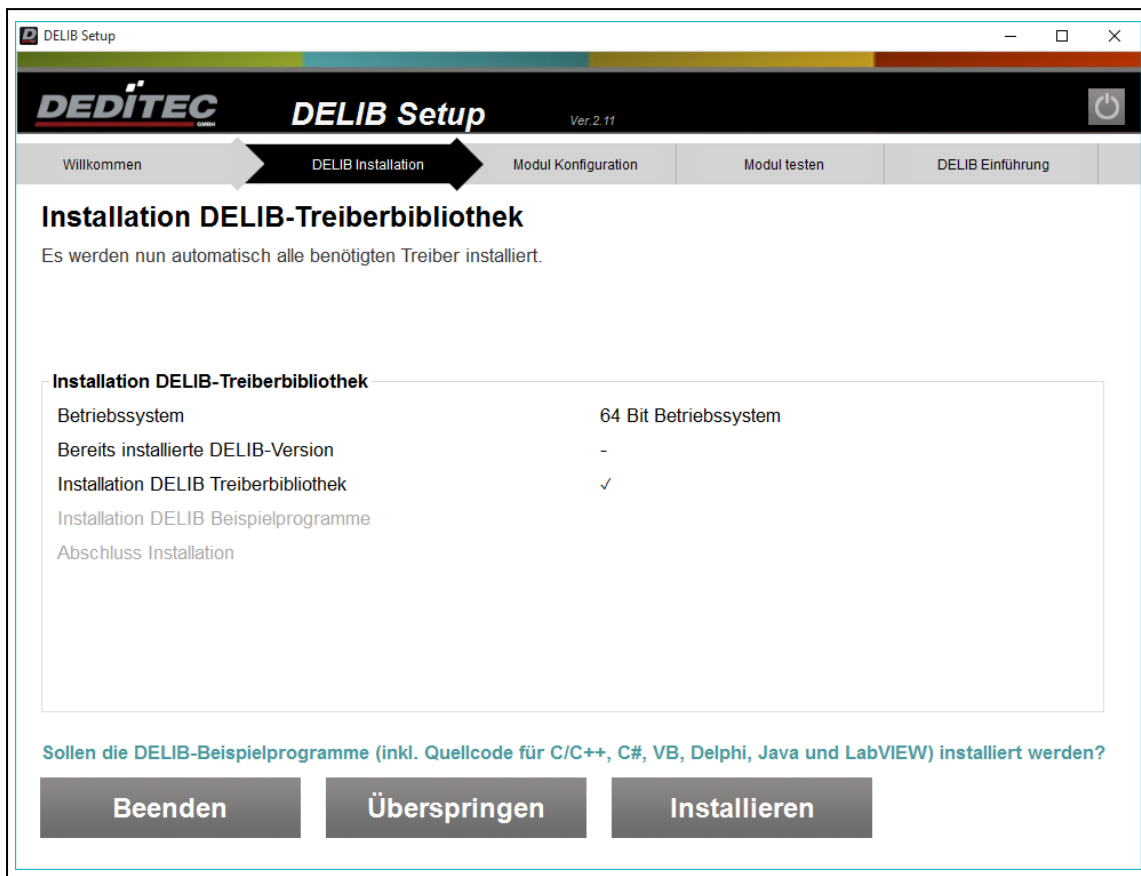 DELIB Setup
DEDITEC
GMBH
DELIB Setup
Ver.2.11
Willkommen
DELIB Installation
Modul Konfiguration
Modul testen
DELIB Einführung
Installation DELIB-Treiberbibliothek
Es werden nun automatisch alle benötigten Treiber installiert.
Installation DELIB-Treiberbibliothek
Betriebssystem 64 Bit Betriebssystem
Bereits installierte DELIB-Version -
Installation DELIB Treiberbibliothek ✓
Installation DELIB Beispielprogramme
Abschluss Installation
Sollen die DELIB-Beispielprogramme (inkl. Quellcode für C/C++, C#, VB, Delphi, Java und LabVIEW) installiert werden?
Beenden
Überspringen
Installieren